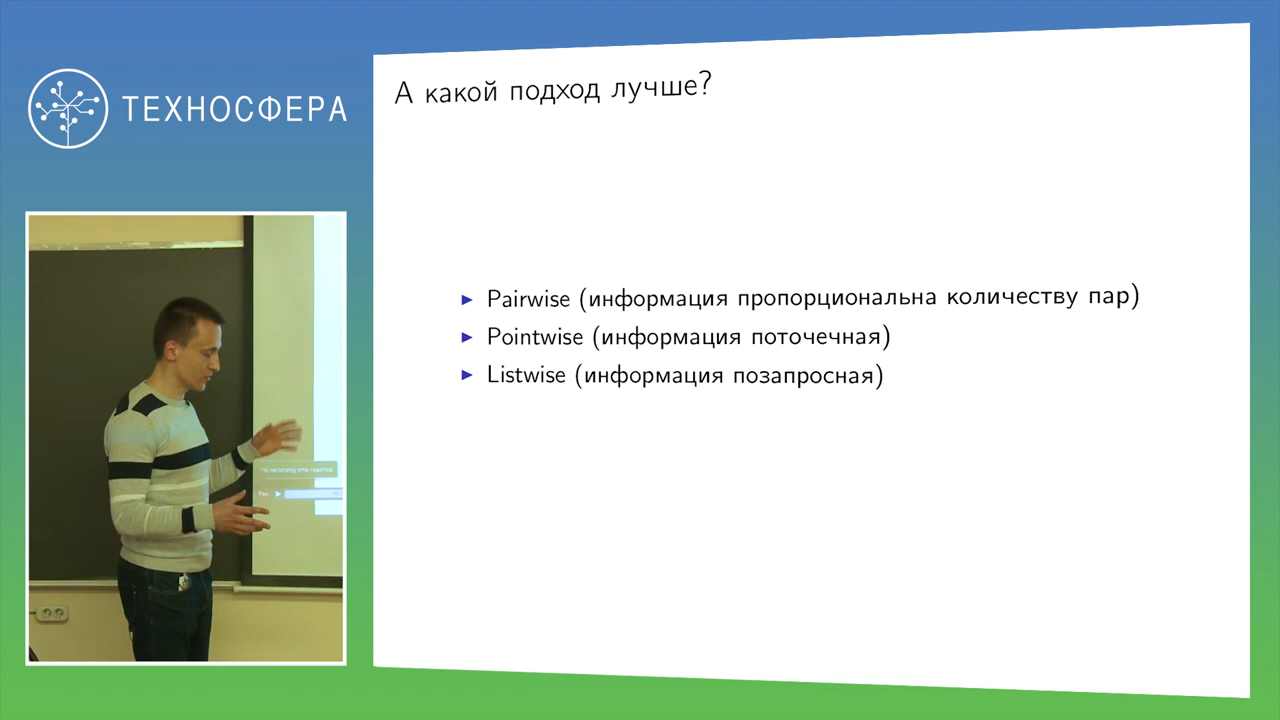 ТЕХНОСФЕРА
А какой подход лучше?
Pairwise (информация пропорциональна количеству пар)
Pointwise (информация поточечная)
Listwise (информация позапросная)